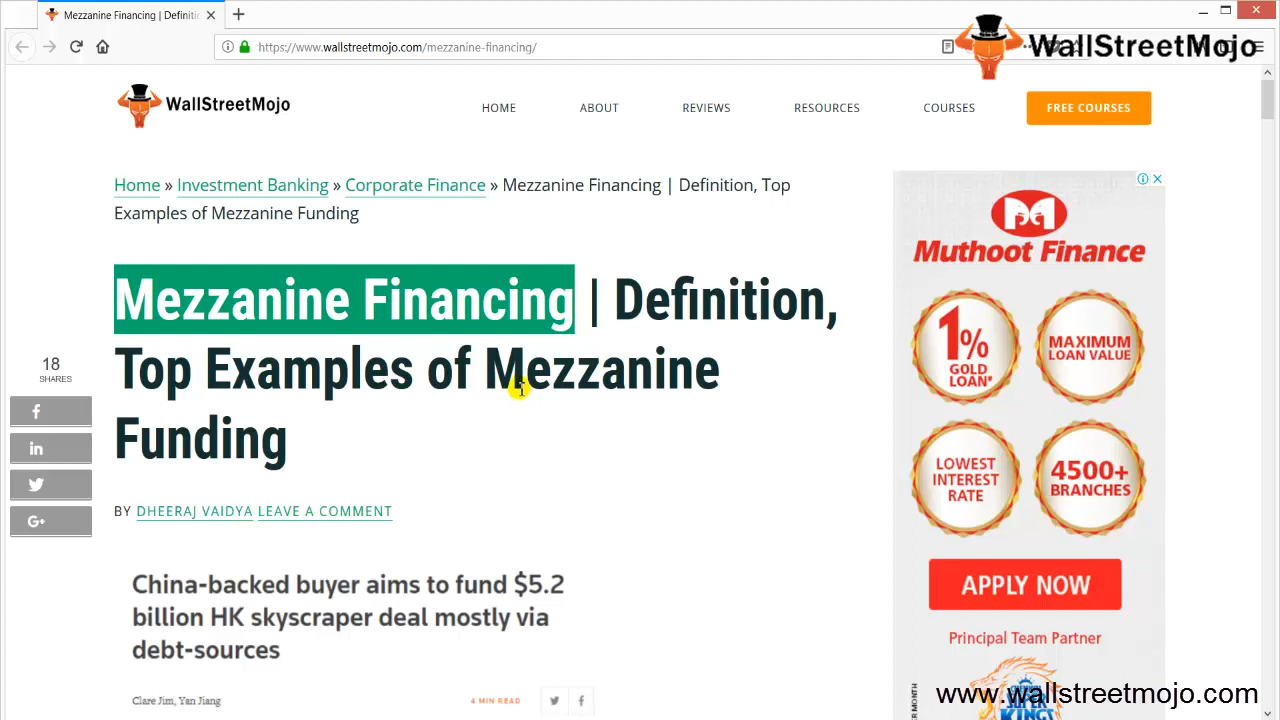 Mezzanine Financing | Definiti
https://www.wallstreetmojo.com/mezzanine-financing/
WallStreetMojo
WallStreetMojo
HOME
ABOUT
REVIEWS
RESOURCES
COURSES
FREE COURSES
Home » Investment Banking » Corporate Finance » Mezzanine Financing | Definition, Top
Examples of Mezzanine Funding
Mezzanine Financing | Definition,
Top Examples of Mezzanine
Funding
18
SHARES
BY DHEERAJ VAIDYA LEAVE A COMMENT
China-backed buyer aims to fund $5.2
billion HK skyscraper deal mostly via
debt-sources
Clare Jim, Yan Jiang
4 MIN READ
Muthoot Finance
1%
GOLD
LOAN#
MAXIMUM
LOAN VALUE
LOWEST
INTEREST
RATE
4500+
BRANCHES
APPLY NOW
Principal Team Partner
CHENNAI
SUPER
KINGS
www.wallstreetmojo.com